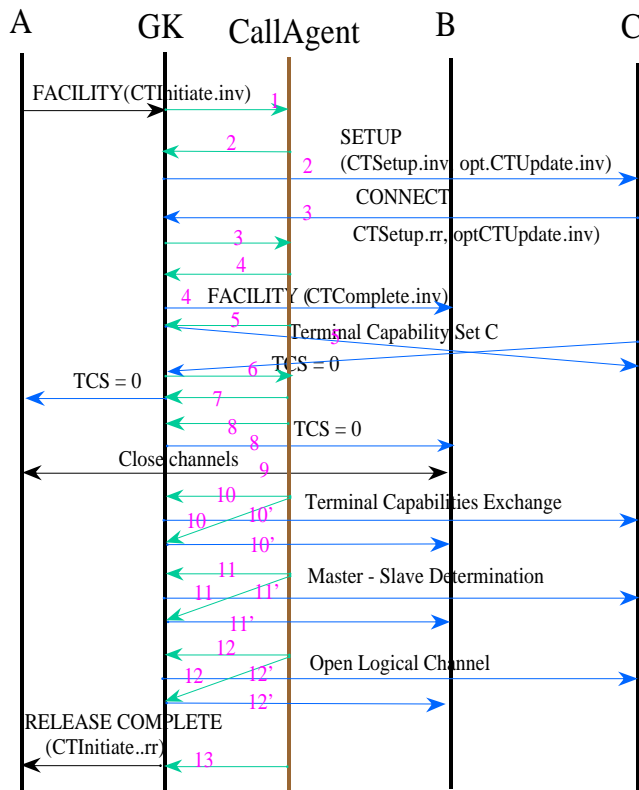 A
GK
CallAgent
B
C
FACILITY(CTInitiate.inv)
1
2
SETUP
2
(CTSetup.inv, opt.CTUpdate.inv)
CONNECT
3
3
CTSetup.rr, optCTUpdate.inv)
4
4
FACILITY (CTComplete.inv)
5
Terminal Capability Set C
5
TCS = 0
6
TCS = 0
7
8
TCS = 0
8
Close channels
9
10
Terminal Capabilities Exchange
10
10’
10’
11
Master - Slave Determination
11
11’
11’
12
Open Logical Channel
12
12’
12’
RELEASE COMPLETE
(CTInitiate..rr)
13